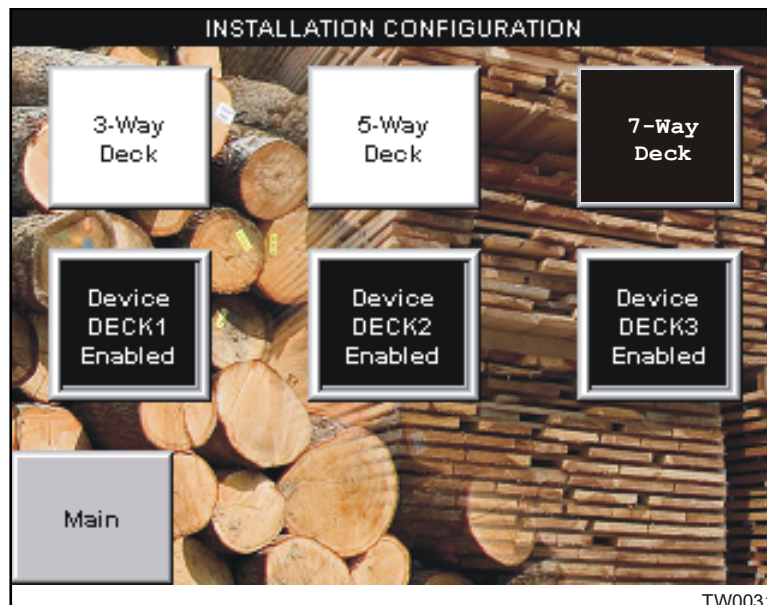 INSTALLATION CONFIGURATION
3-Way
Deck
5-Way
Deck
7-Way
Deck
Device
DECK1
Enabled
Device
DECK2
Enabled
Device
DECK3
Enabled
Main